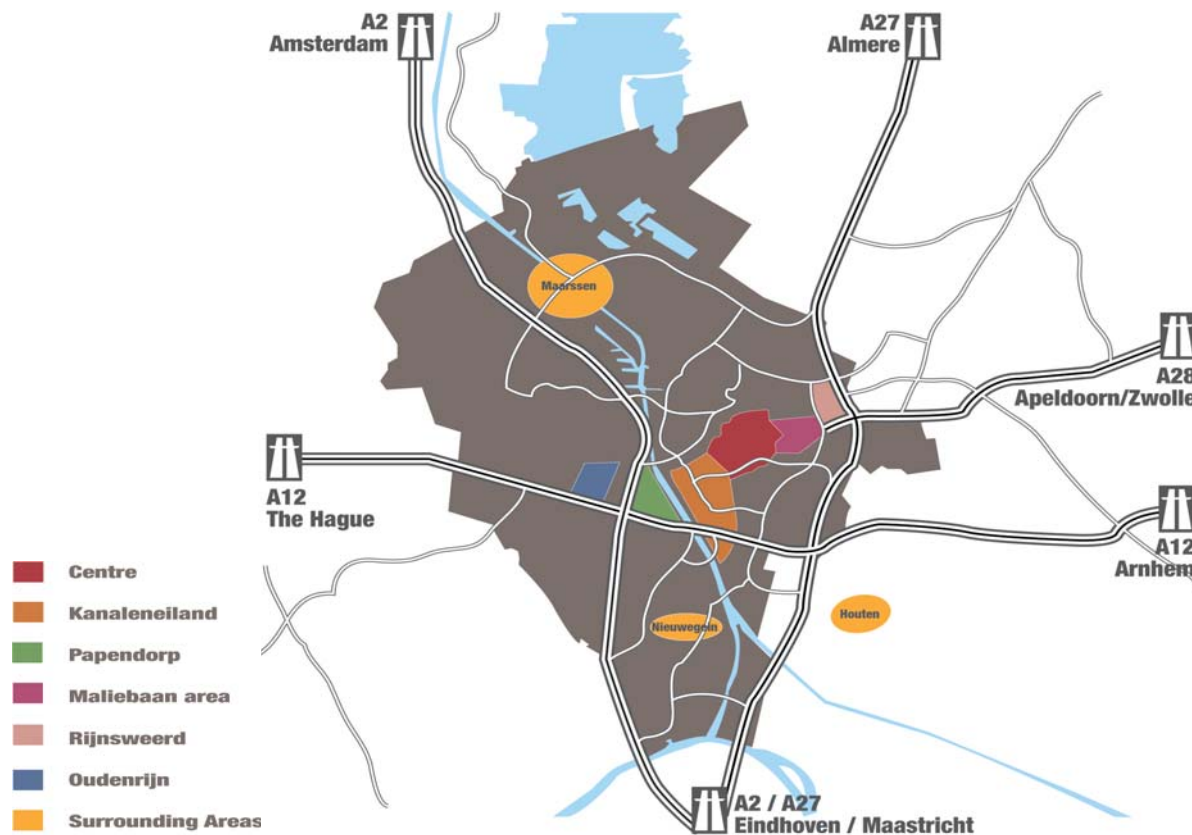 A2
Amsterdam
A27
Almere
Maarssen
A28
Apeldoorn/Zwolle
A12
The Hague
A12
Arnhem
Nieuwegein
Houten
A2 / A27
Eindhoven / Maastricht
Centre
Kanaleneiland
Papendorp
Maliebaan area
Rijnsweerd
Oudenrijn
Surrounding Areas